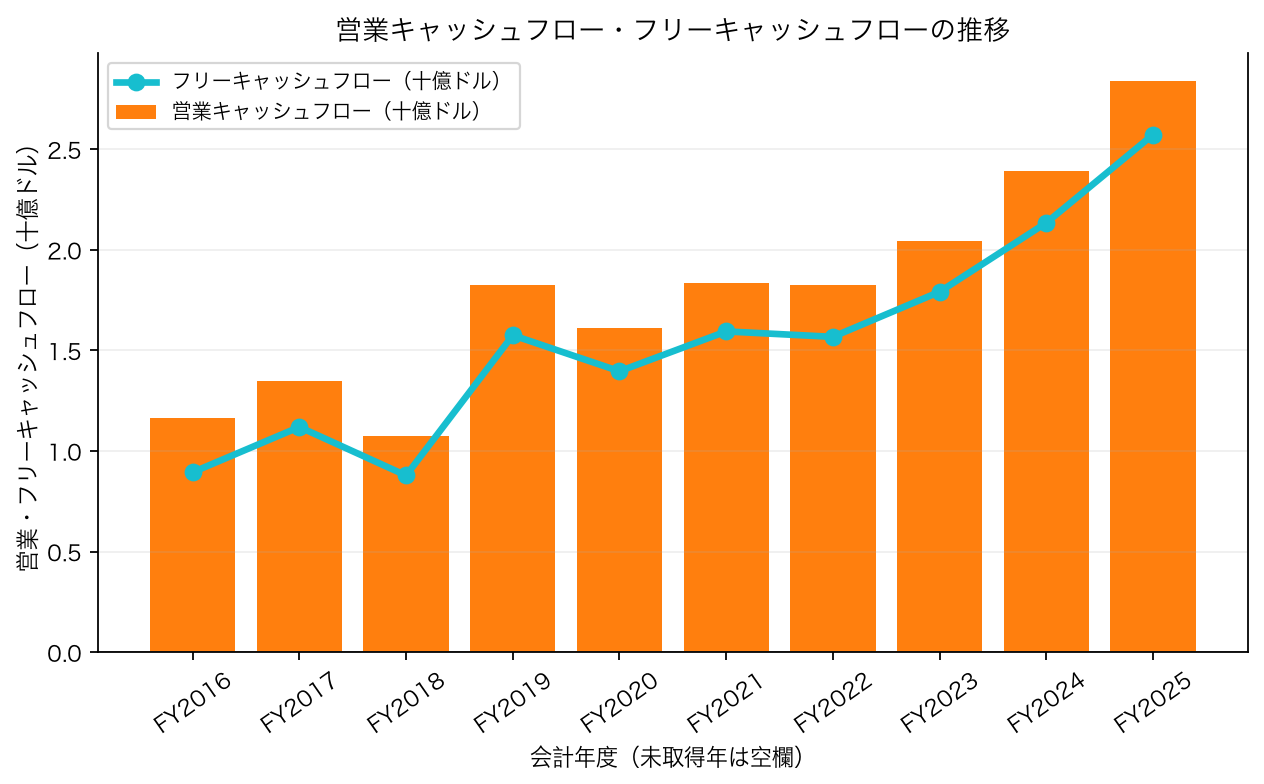 営業キャッシュフロー・フリーキャッシュフローの推移
フリーキャッシュフロー（十億ドル）
営業キャッシュフロー（十億ドル）
営業・フリーキャッシュフロー（十億ドル）
2.5
2.0
1.5
1.0
0.5
0.0
FY2016
FY2017
FY2018
FY2019
FY2020
FY2021
FY2022
FY2023
FY2024
FY2025
会計年度（未取得年は空欄）